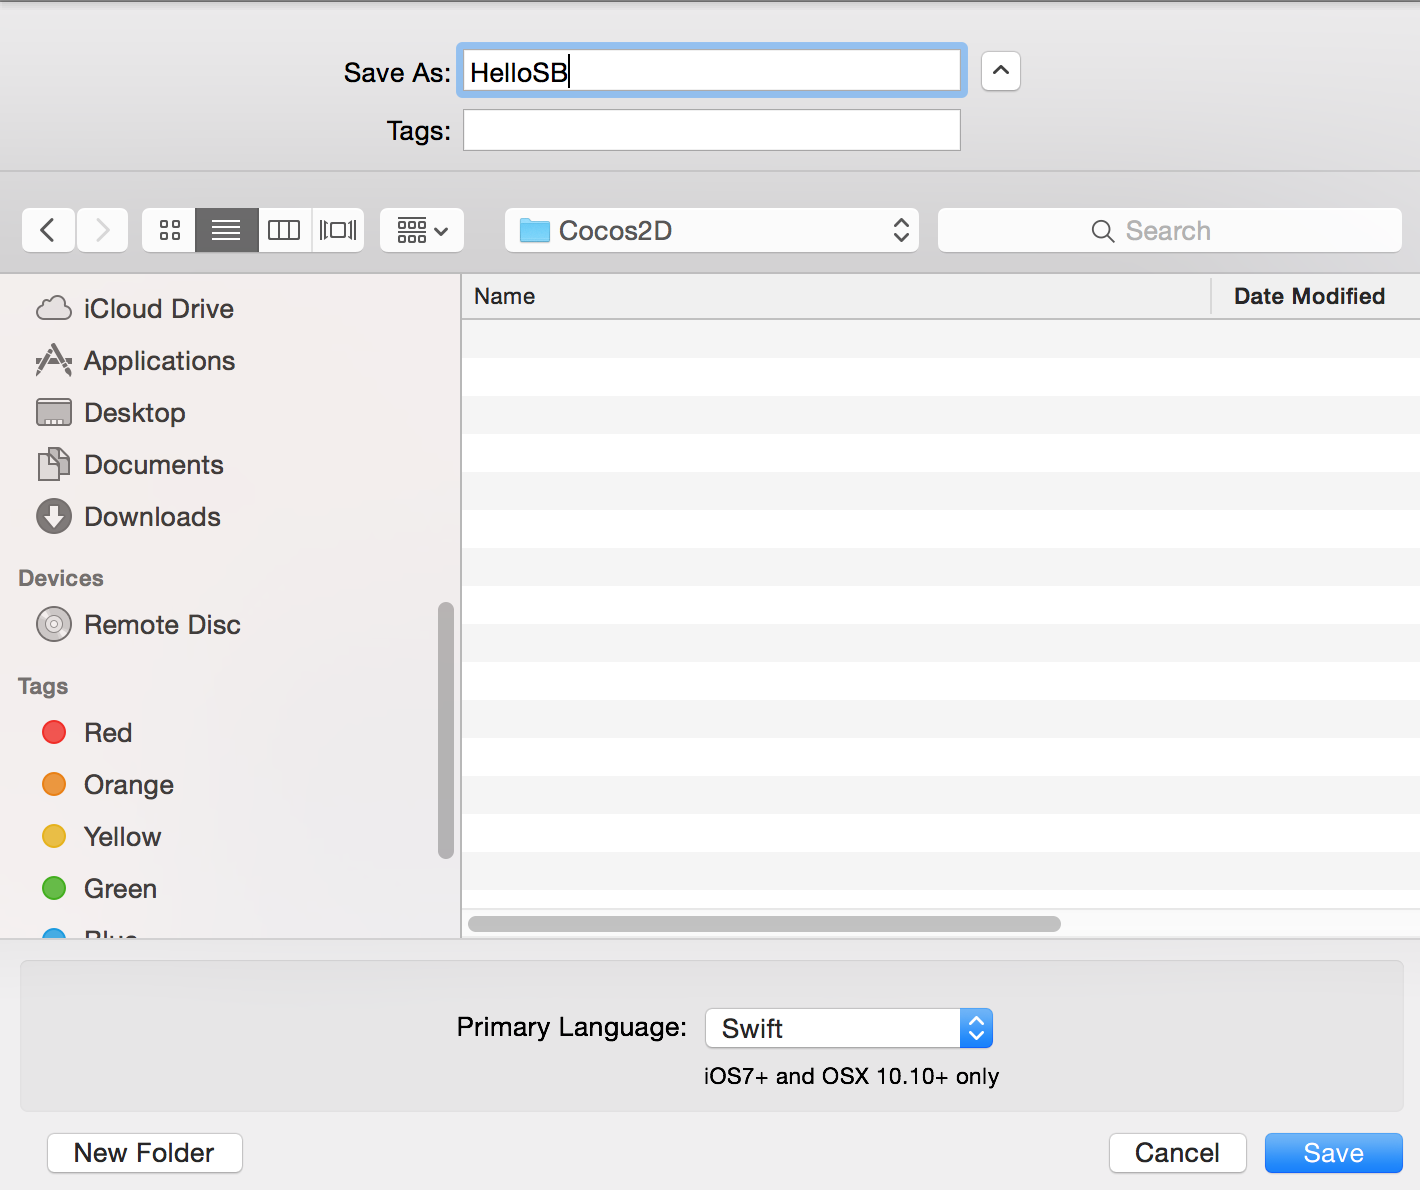 Save As: HelloSB
Tags:
Cocos2D
Search
iCloud Drive
Applications
Desktop
Documents
Downloads
Devices
Remote Disc
Tags
Red
Orange
Yellow
Green
Blue
Name Date Modified
Primary Language: Swift
iOS7+ and OSX 10.10+ only
New Folder Cancel Save